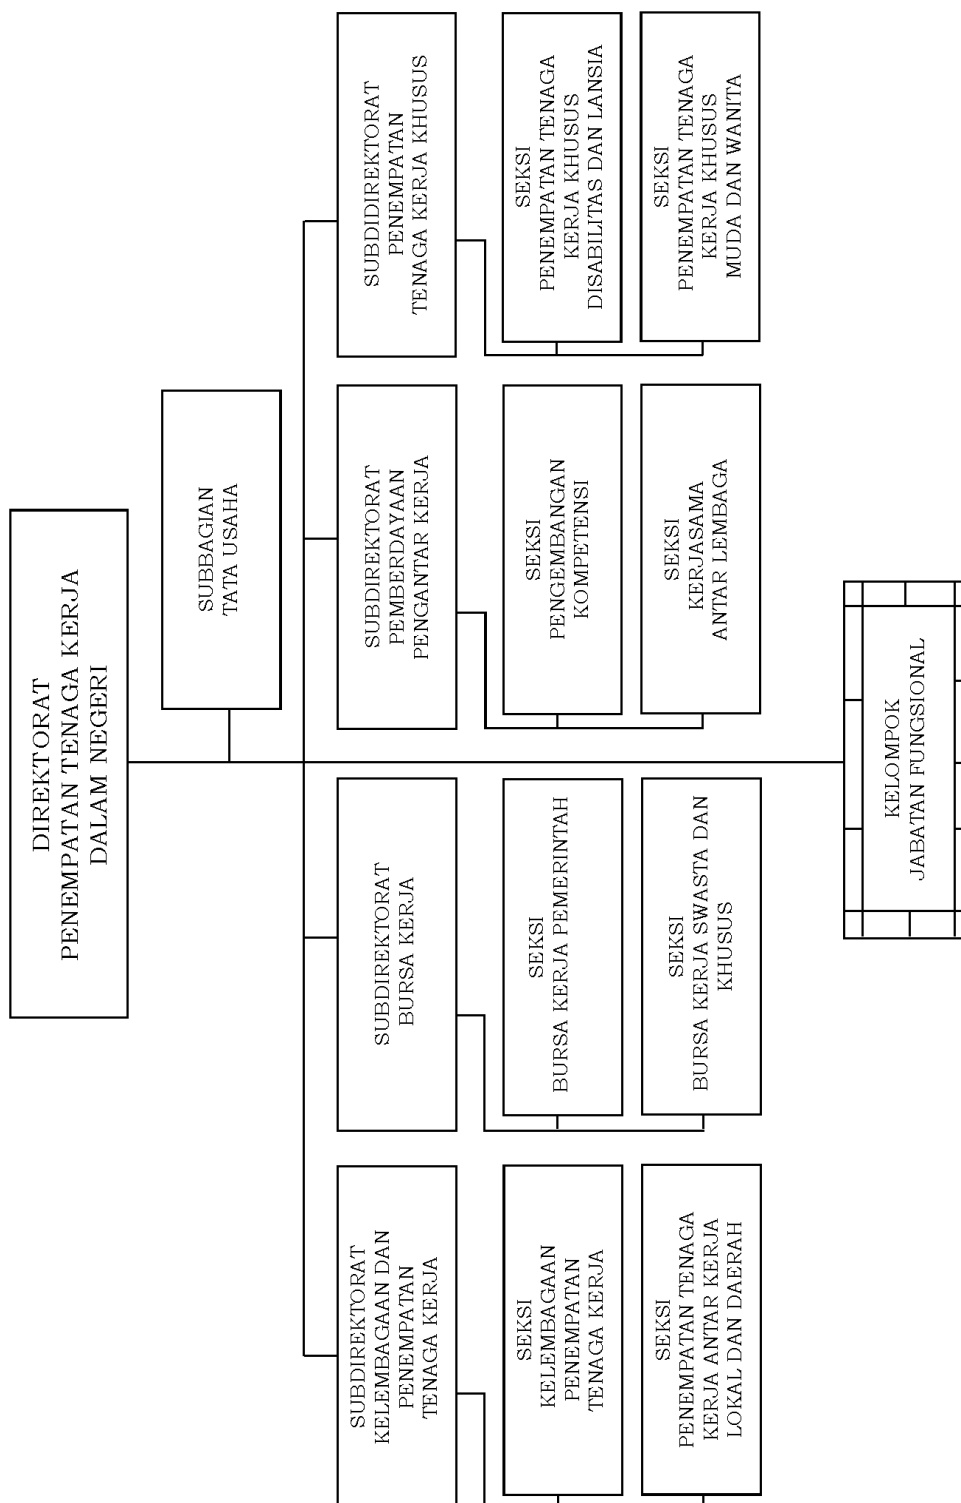 DIREKTORAT
PENEMPATAN TENAGA KERJA
DALAM NEGERI
SUBBAGIAN
TATA USAHA
SUBDIREKTORAT
KELEMBAGAAN DAN
PENEMPATAN
TENAGA KERJA
SUBDIREKTORAT
BURSA KERJA
SUBDIREKTORAT
PEMBERDAYAAN
PENGANTAR KERJA
SUBDIDIREKTORAT
PENEMPATAN
TENAGA KERJA KHUSUS
SEKSI
KELEMBAGAAN
PENEMPATAN
TENAGA KERJA
SEKSI
BURSA KERJA PEMERINTAH
SEKSI
PENGEMBANGAN
KOMPETENSI
SEKSI
PENEMPATAN TENAGA
KERJA KHUSUS
DISABILITAS DAN LANSIA
SEKSI
PENEMPATAN TENAGA
KERJA ANTAR KERJA
LOKAL DAN DAERAH
SEKSI
BURSA KERJA SWASTA DAN
KHUSUS
SEKSI
KERJASAMA
ANTAR LEMBAGA
SEKSI
PENEMPATAN TENAGA
KERJA KHUSUS
MUDA DAN WANITA
KELOMPOK
JABATAN FUNGSIONAL